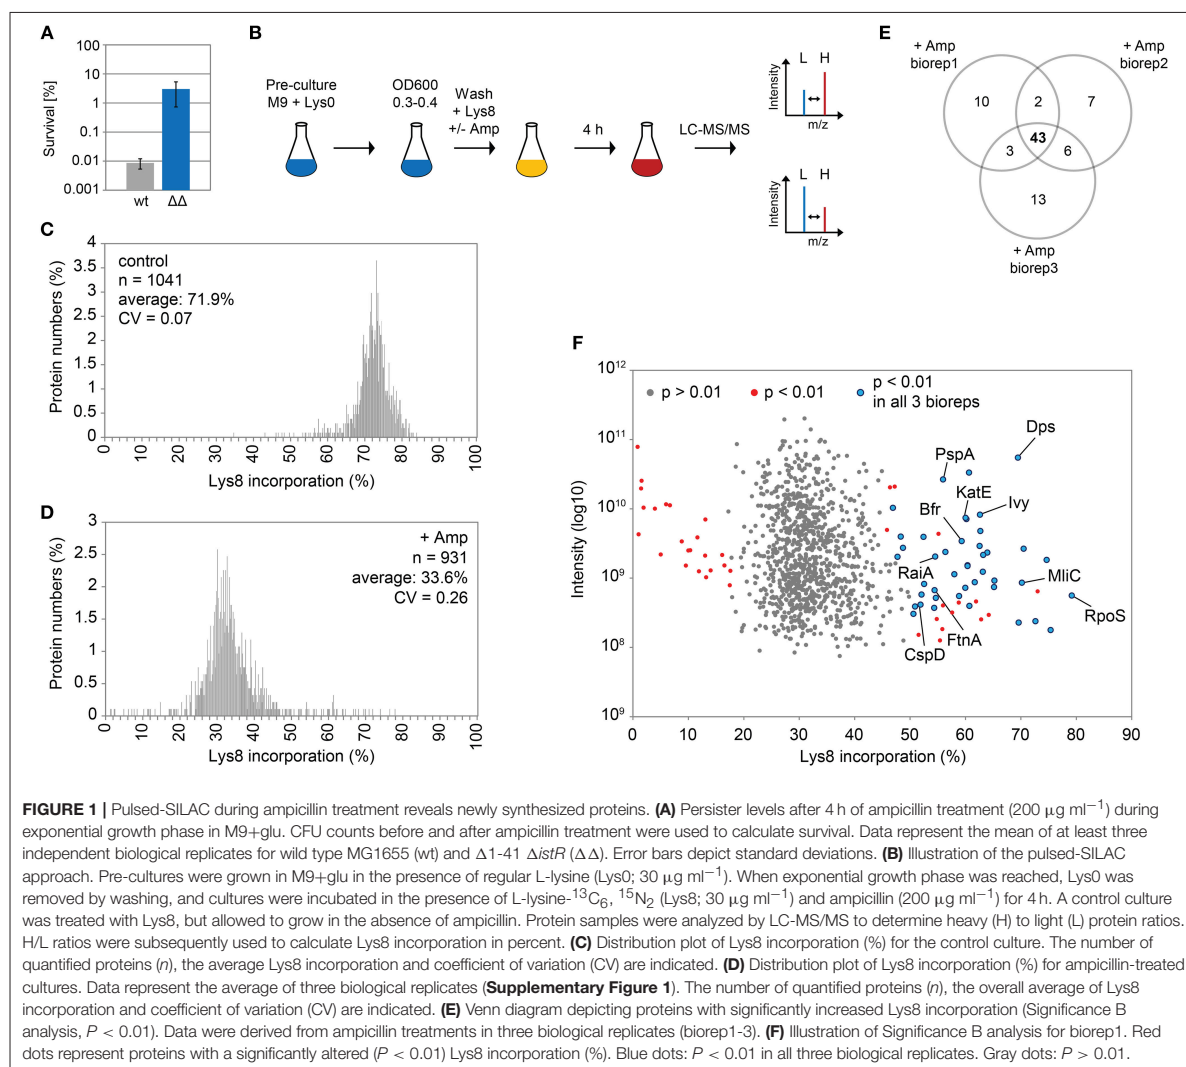 A
100
10
1
0.1
0.01
0.001
Survival [%]
wt
ΔΔ
B
Pre-culture
M9 + Lys0
OD600
0.3-0.4
Wash
+ Lys8
+/- Amp
4 h
LC-MS/MS
Intensity
L H
m/z
Intensity
L H
m/z
E
+ Amp
biorep1
+ Amp
biorep2
10
2
7
43
3
6
13
+ Amp
biorep3
C
4
3.5
3
2.5
2
1.5
1
0.5
0
Protein numbers (%)
control
n = 1041
average: 71.9%
CV = 0.07
0 10 20 30 40 50 60 70 80 90 100
Lys8 incorporation (%)
D
3
2.5
2
1.5
1
0.5
0
Protein numbers (%)
+ Amp
n = 931
average: 33.6%
CV = 0.26
0 10 20 30 40 50 60 70 80 90 100
Lys8 incorporation (%)
F
10¹²
10¹¹
10¹⁰
10⁹
10⁸
10⁹
Intensity (log10)
p > 0.01
p < 0.01
p < 0.01
in all 3 bioreps
Dps
PspA
KatE
Ivy
Bfr
RaiA
MliC
RpoS
FtnA
CspD
0 10 20 30 40 50 60 70 80 90
Lys8 incorporation (%)
FIGURE 1 | Pulsed-SILAC during ampicillin treatment reveals newly synthesized proteins. (A) Persister levels after 4 h of ampicillin treatment (200 μg ml⁻¹) during
exponential growth phase in M9+glu. CFU counts before and after ampicillin treatment were used to calculate survival. Data represent the mean of at least three
independent biological replicates for wild type MG1655 (wt) and Δ1-41 ΔistR (ΔΔ). Error bars depict standard deviations. (B) Illustration of the pulsed-SILAC
approach. Pre-cultures were grown in M9+glu in the presence of regular L-lysine (Lys0; 30 μg ml⁻¹). When exponential growth phase was reached, Lys0 was
removed by washing, and cultures were incubated in the presence of L-lysine-¹³C₆, ¹⁵N₂ (Lys8; 30 μg ml⁻¹) and ampicillin (200 μg ml⁻¹) for 4 h. A control culture
was treated with Lys8, but allowed to grow in the absence of ampicillin. Protein samples were analyzed by LC-MS/MS to determine heavy (H) to light (L) protein ratios.
H/L ratios were subsequently used to calculate Lys8 incorporation in percent. (C) Distribution plot of Lys8 incorporation (%) for the control culture. The number of
quantified proteins (n), the average Lys8 incorporation and coefficient of variation (CV) are indicated. (D) Distribution plot of Lys8 incorporation (%) for ampicillin-treated
cultures. Data represent the average of three biological replicates (Supplementary Figure 1). The number of quantified proteins (n), the overall average of Lys8
incorporation and coefficient of variation (CV) are indicated. (E) Venn diagram depicting proteins with significantly increased Lys8 incorporation (Significance B
analysis, P < 0.01). Data were derived from ampicillin treatments in three biological replicates (biorep1-3). (F) Illustration of Significance B analysis for biorep1. Red
dots represent proteins with a significantly altered (P < 0.01) Lys8 incorporation (%). Blue dots: P < 0.01 in all three biological replicates. Gray dots: P > 0.01.